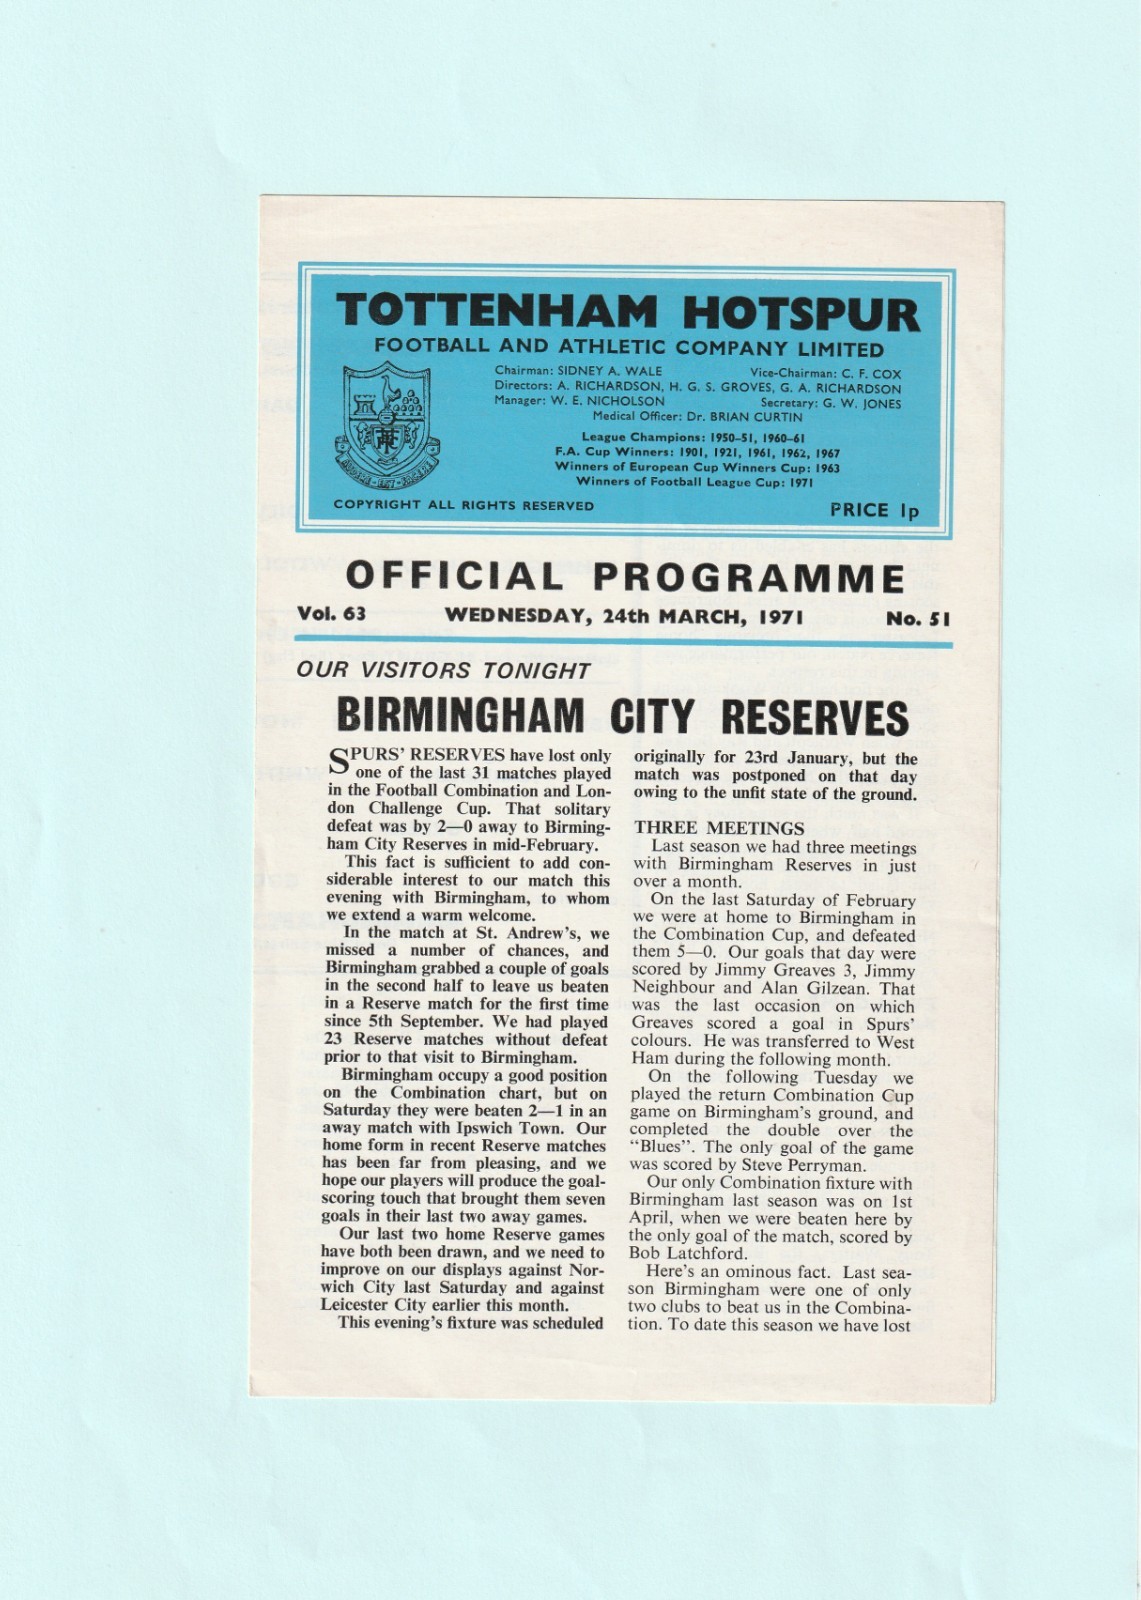 TOTTENHAM HOTSPUR
FOOTBALL AND ATHLETIC COMPANY LIMITED
Chairman: SIDNEY A. WALE Vice-Chairman: C. F. COX
Directors: A. RICHARDSON, H. G. S. GROVES, G. A. RICHARDSON
Manager: W. E. NICHOLSON Secretary: G. W. JONES
Medical Officer: Dr. BRIAN CURTIN
League Champions: 1950–51, 1960–61
F.A. Cup Winners: 1901, 1921, 1961, 1962, 1967
Winners of European Cup Winners Cup: 1963
Winners of Football League Cup: 1971
COPYRIGHT ALL RIGHTS RESERVED PRICE 1p
OFFICIAL PROGRAMME
Vol. 63 WEDNESDAY, 24th MARCH, 1971 No. 51
OUR VISITORS TONIGHT
BIRMINGHAM CITY RESERVES
SPURS' RESERVES have lost only
one of the last 31 matches played
in the Football Combination and Lon-
don Challenge Cup. That solitary
defeat was by 2—0 away to Birming-
ham City Reserves in mid-February.
This fact is sufficient to add con-
siderable interest to our match this
evening with Birmingham, to whom
we extend a warm welcome.
In the match at St. Andrew's, we
missed a number of chances, and
Birmingham grabbed a couple of goals
in the second half to leave us beaten
in a Reserve match for the first time
since 5th September. We had played
23 Reserve matches without defeat
prior to that visit to Birmingham.
Birmingham occupy a good position
on the Combination chart, but on
Saturday they were beaten 2—1 in an
away match with Ipswich Town. Our
home form in recent Reserve matches
has been far from pleasing, and we
hope our players will produce the goal-
scoring touch that brought them seven
goals in their last two away games.
Our last two home Reserve games
have both been drawn, and we need to
improve on our displays against Nor-
wich City last Saturday and against
Leicester City earlier this month.
This evening's fixture was scheduled
originally for 23rd January, but the
match was postponed on that day
owing to the unfit state of the ground.
THREE MEETINGS
Last season we had three meetings
with Birmingham Reserves in just
over a month.
On the last Saturday of February
we were at home to Birmingham in
the Combination Cup, and defeated
them 5—0. Our goals that day were
scored by Jimmy Greaves 3, Jimmy
Neighbour and Alan Gilzean. That
was the last occasion on which
Greaves scored a goal in Spurs'
colours. He was transferred to West
Ham during the following month.
On the following Tuesday we
played the return Combination Cup
game on Birmingham's ground, and
completed the double over the
"Blues". The only goal of the game
was scored by Steve Perryman.
Our only Combination fixture with
Birmingham last season was on 1st
April, when we were beaten here by
the only goal of the match, scored by
Bob Latchford.
Here's an ominous fact. Last sea-
son Birmingham were one of only
two clubs to beat us in the Combina-
tion. To date this season we have lost